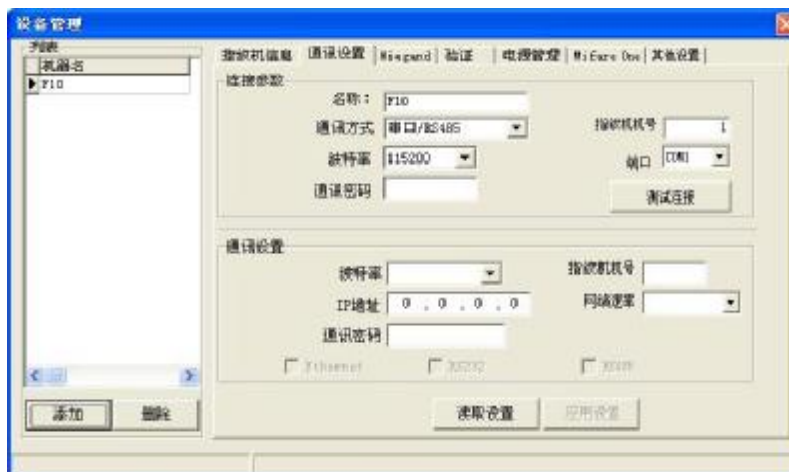 设备管理
列表
机器名
F10
添加
删除
指纹机信息 通讯设置 Wiegand 验证 电源管理 Mifare One 其他设置
连接参数
名称： F10
通讯方式 串口/RS485 指纹机机号 1
波特率 115200 端口 COM1
通讯密码 测试连接
通讯设置
波特率 指纹机机号
IP地址 0 . 0 . 0 . 0 网络速率
通讯密码
Ethernet RS232 RS485
读取设置 应用设置